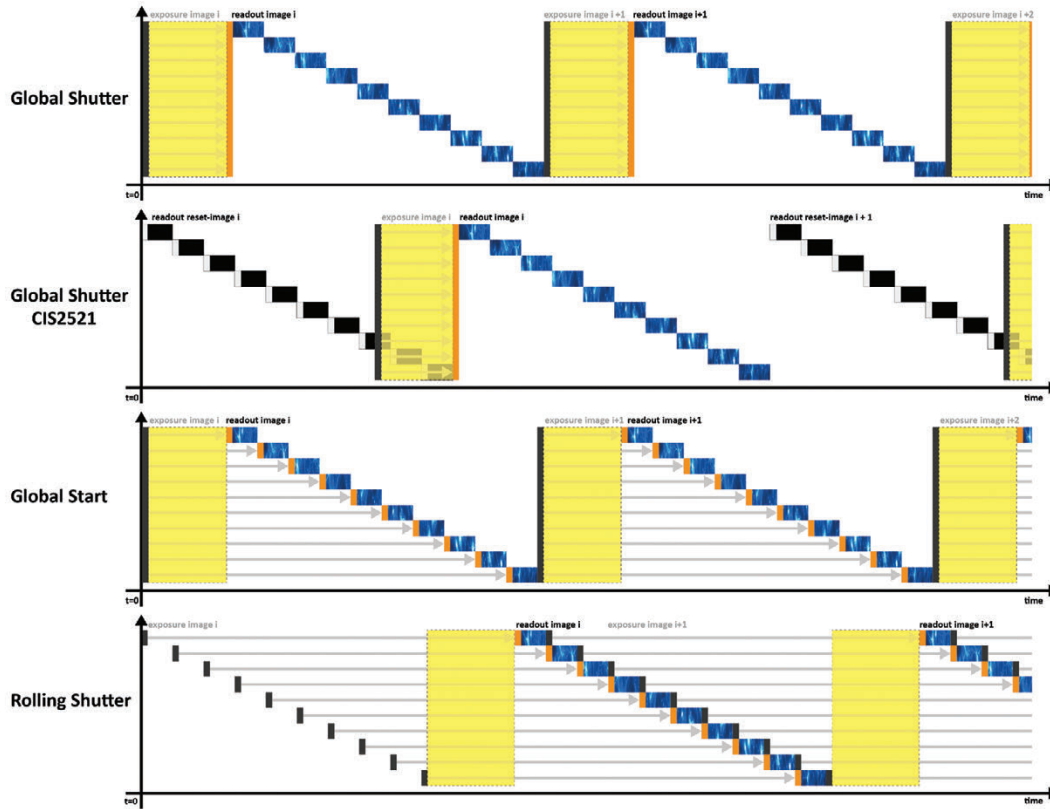 exposure image i
readout image i
exposure image i+1
readout image i+1
exposure image i+2
Global Shutter
t=0
time
readout reset-image i
exposure image i
readout image i
readout reset-image i + 1
Global Shutter
CIS2521
t=0
time
exposure image i
readout image i
exposure image i+1
readout image i+1
exposure image i+2
Global Start
t=0
time
exposure image i
readout image i
exposure image i+1
readout image i+1
Rolling Shutter
t=0
time